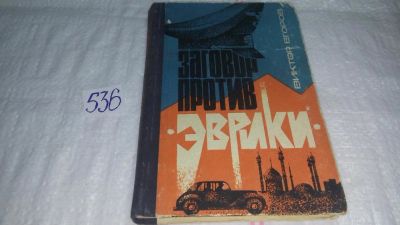 536
ВИКТОР ЕГОРОВ
ЗАГОВОР
ПРОТИВ
"ЭВРИКИ"